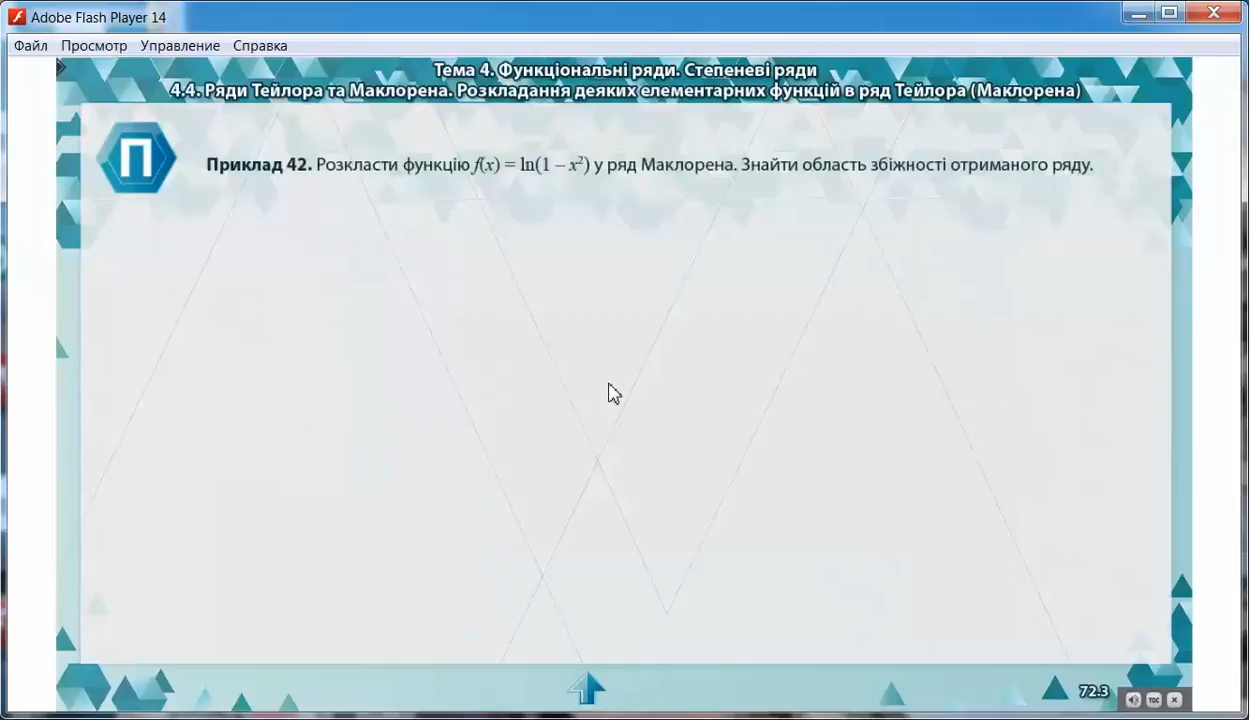 Adobe Flash Player 14
Файл Просмотр Управление Справка
Тема 4. Функціональні ряди. Степеневі ряди
4.4. Ряди Тейлора та Маклорена. Розкладання деяких елементарних функцій в ряд Тейлора (Маклорена)
П
Приклад 42. Розкласти функцію f(x) = ln(1 – x²) у ряд Маклорена. Знайти область збіжності отриманого ряду.
72.3
TOC